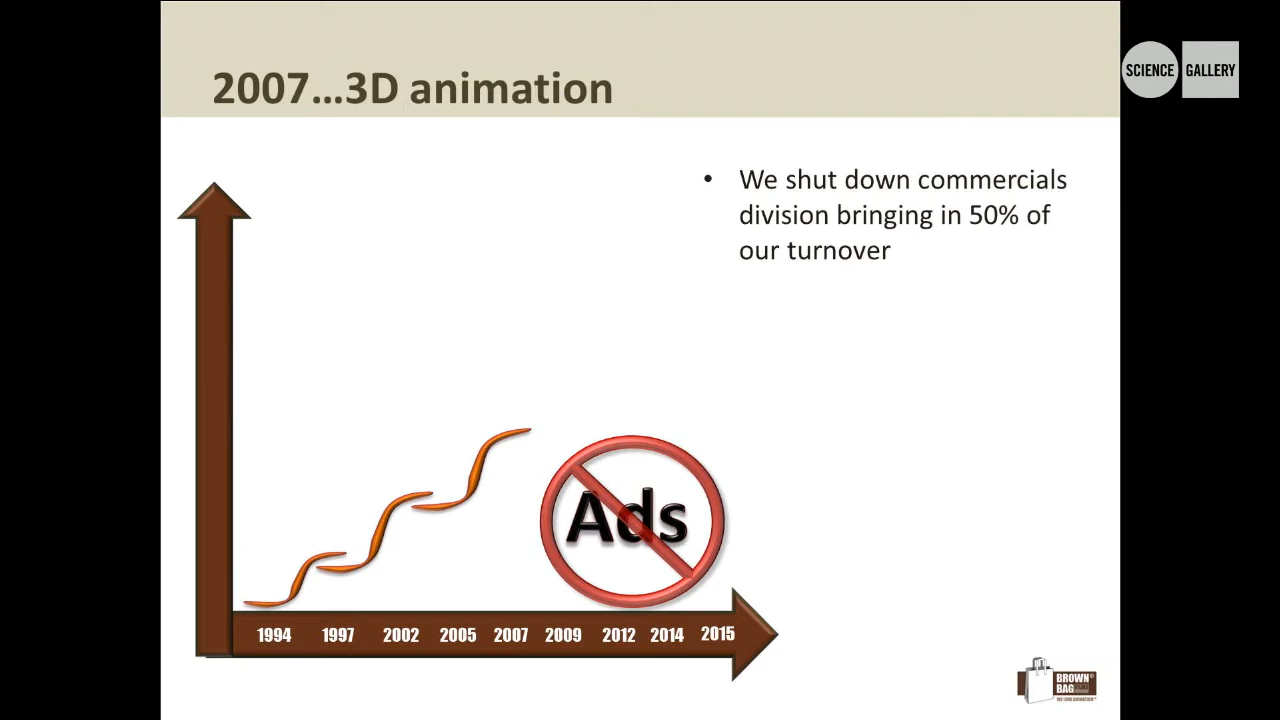 2007...3D animation
SCIENCE GALLERY
• We shut down commercials
division bringing in 50% of
our turnover
Ads
1994 1997 2002 2005 2007 2009 2012 2014 2015
BROWN
BAG